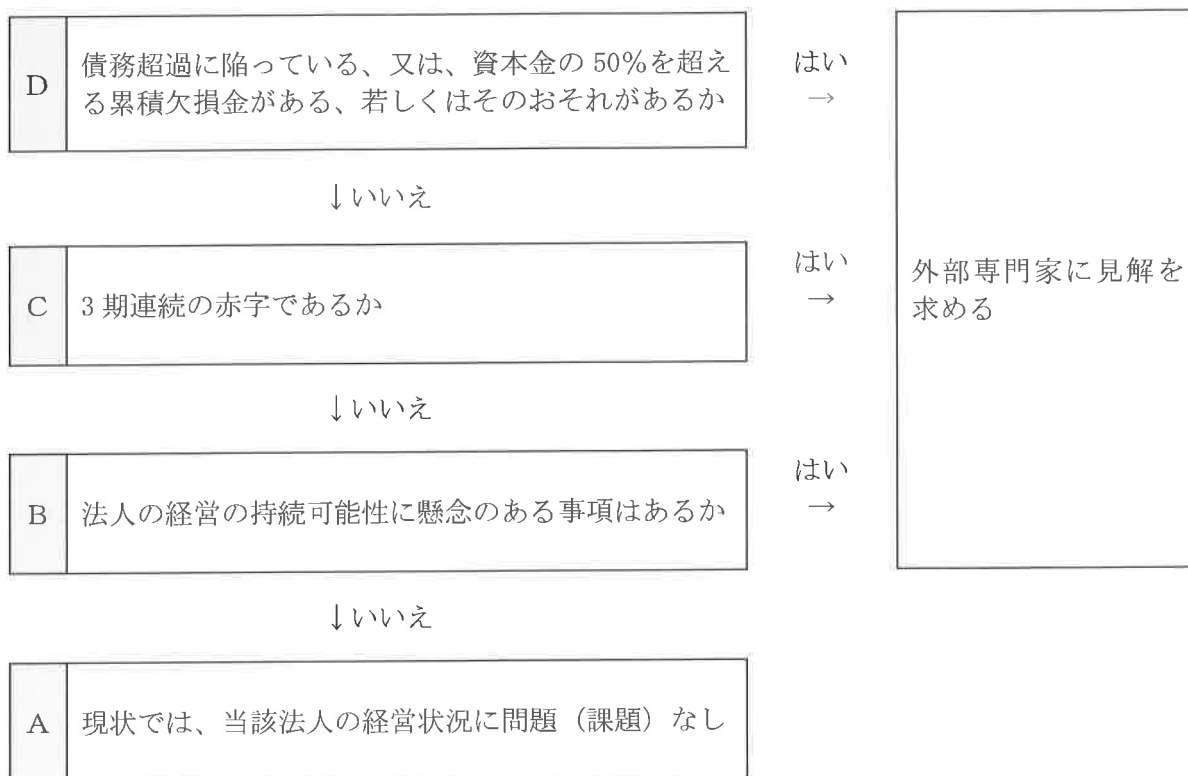 D
債務超過に陥っている、又は、資本金の 50%を超え
る累積欠損金がある、若しくはそのおそれがあるか
はい
→
↓いいえ
C
3 期連続の赤字であるか
はい
→
外部専門家に見解を
求める
↓いいえ
B
法人の経営の持続可能性に懸念のある事項はあるか
はい
→
↓いいえ
A
現状では、当該法人の経営状況に問題（課題）なし